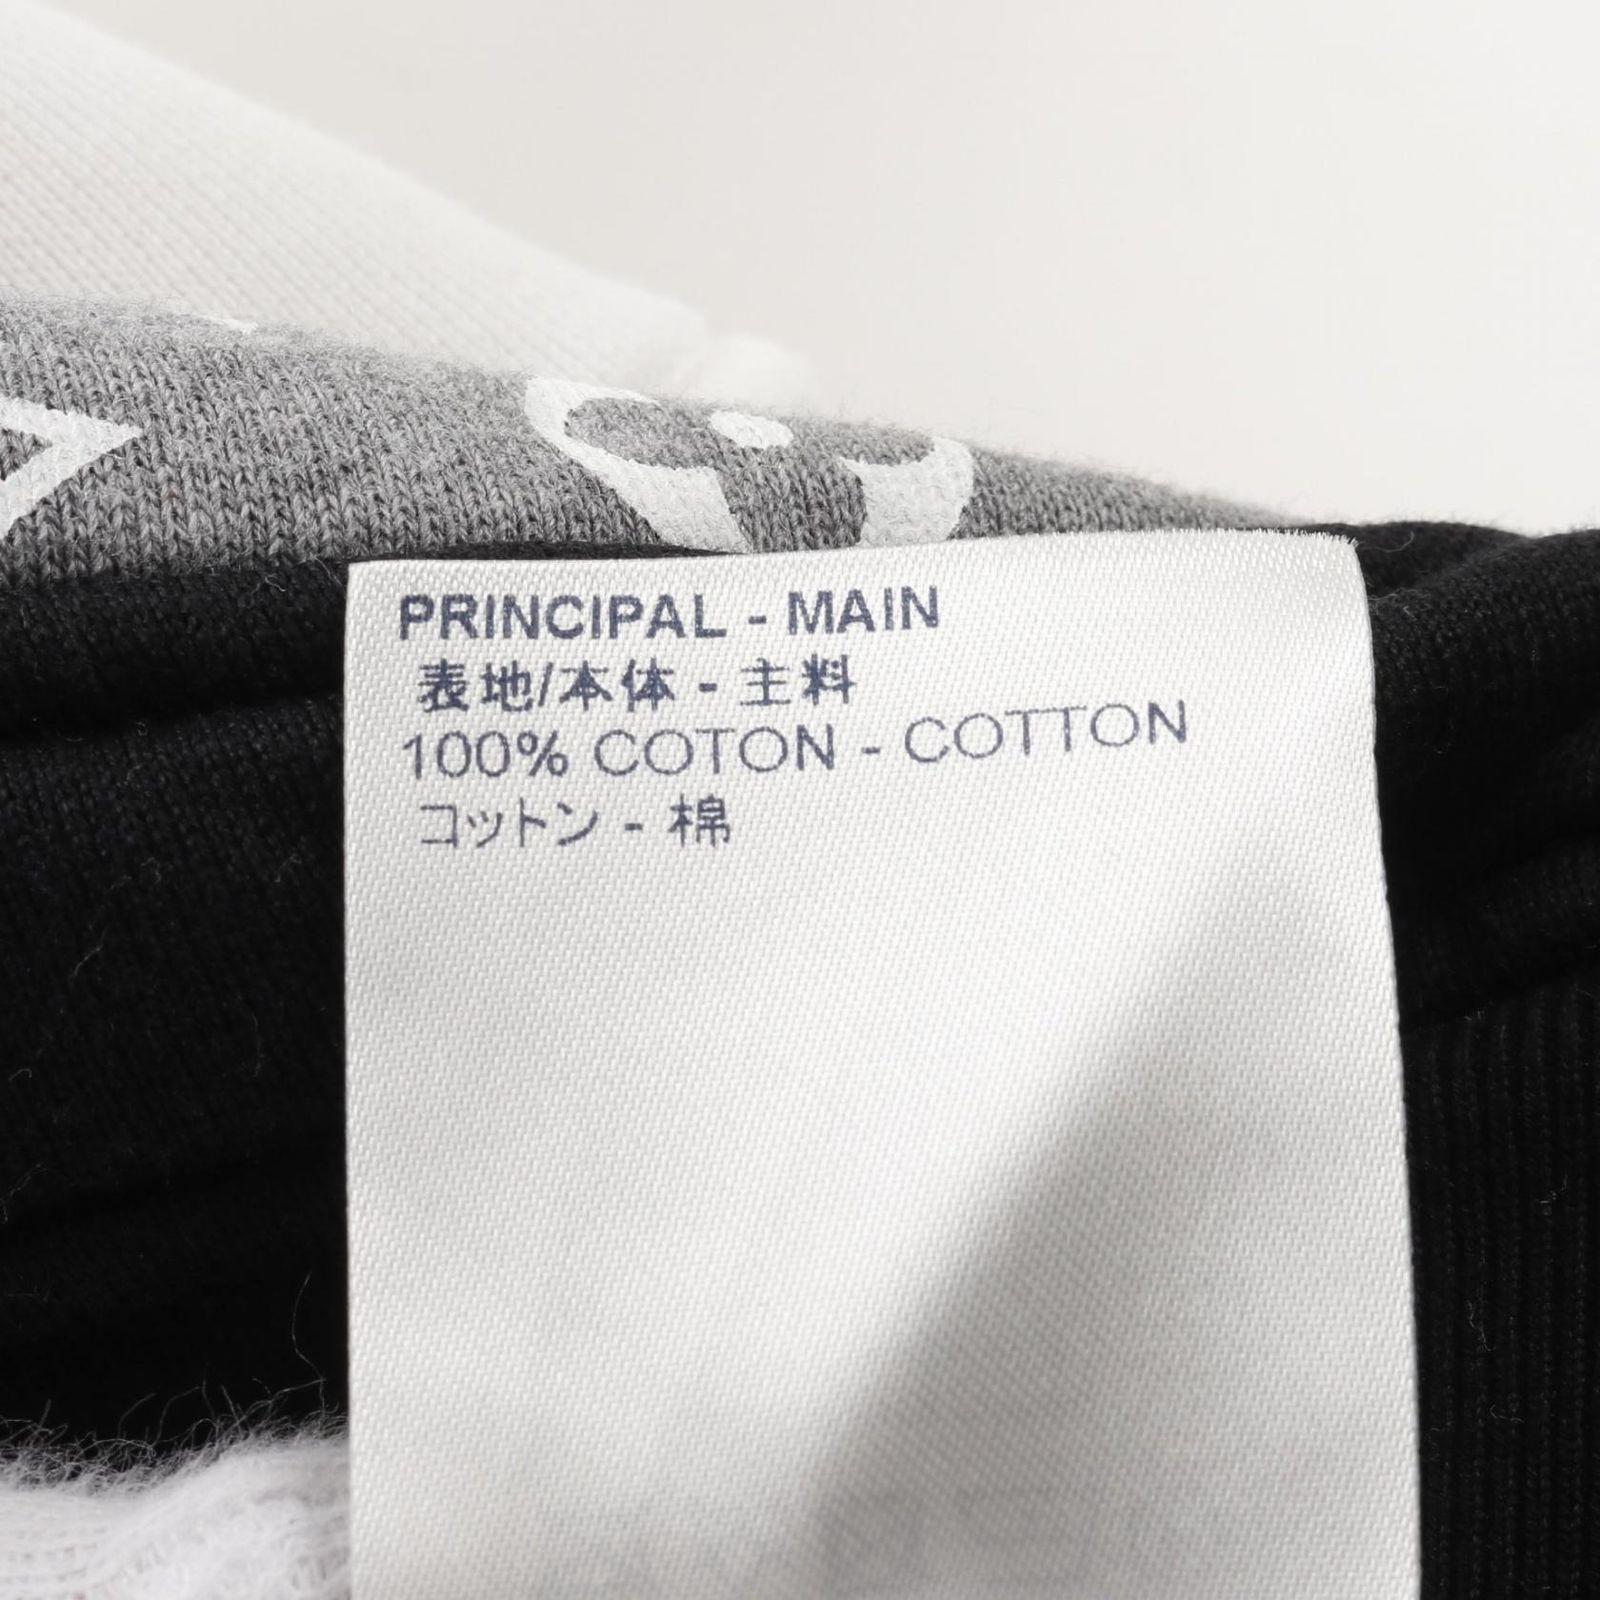 PRINCIPAL - MAIN
表地/本体 - 主料
100% COTON - COTTON
コットン - 棉